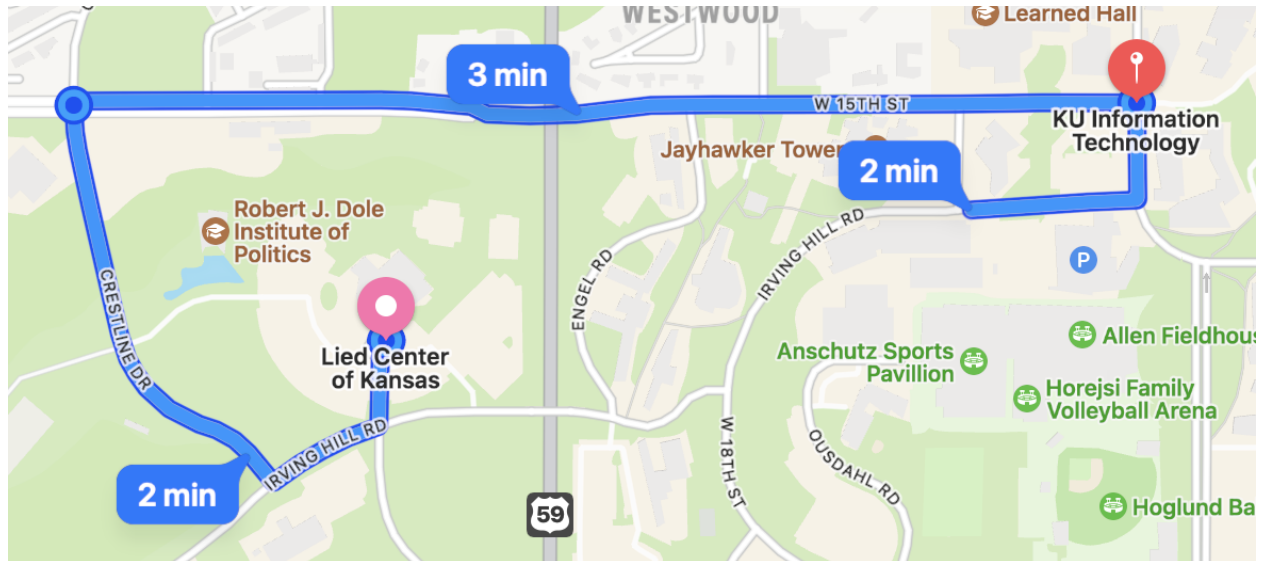 WESTWOOD
Learned Hall
3 min
W 15TH ST
KU Information
Technology
Jayhawker Tower
2 min
Robert J. Dole
Institute of
Politics
IRVING HILL RD
ENGEL RD
P
CRESTLINE DR
Lied Center
of Kansas
Anschutz Sports
Pavillion
Allen Fieldhous
Horejsi Family
Volleyball Arena
IRVING HILL RD
W 18TH ST
OUSDAHL RD
2 min
59
Hoglund Ba